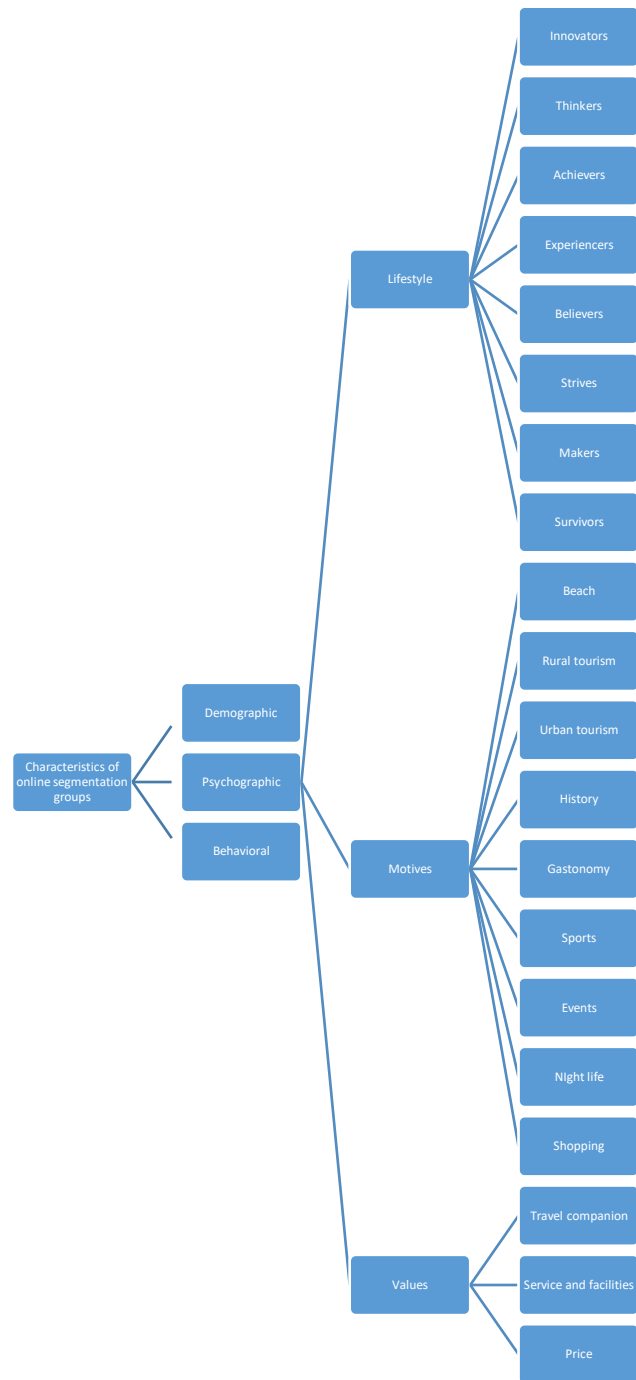 Characteristics of
online segmentation
groups
Demographic
Psychographic
Behavioral
Lifestyle
Innovators
Thinkers
Achievers
Experiencers
Believers
Strives
Makers
Survivors
Motives
Beach
Rural tourism
Urban tourism
History
Gastonomy
Sports
Events
NIght life
Shopping
Values
Travel companion
Service and facilities
Price